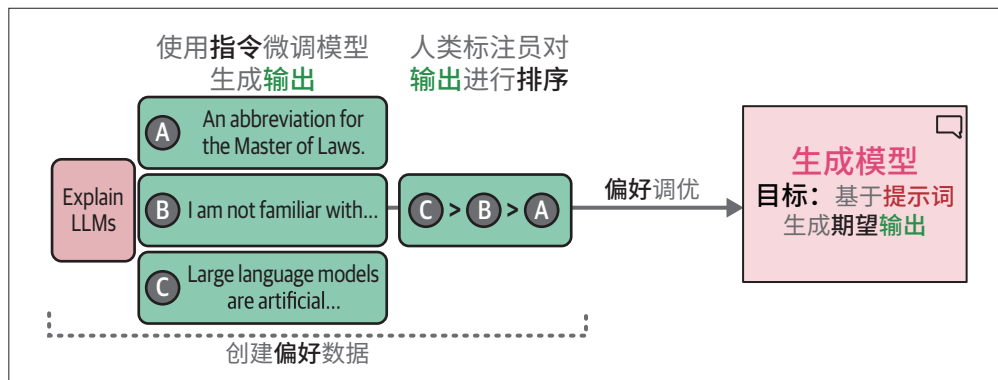 使用指令微调模型
生成输出
人类标注员对
输出进行排序
Explain
LLMs
A
An abbreviation for
the Master of Laws.
B
I am not familiar with...
C
Large language models
are artificial...
C > B > A
偏好调优
生成模型
目标：基于提示词
生成期望输出
创建偏好数据